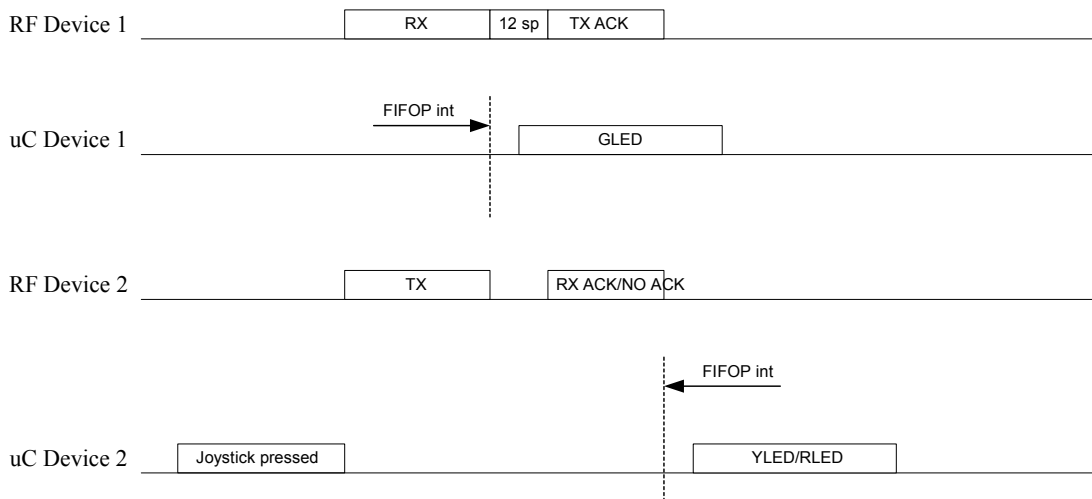 RF Device 1
RX
12 sp
TX ACK
FIFOP int
uC Device 1
GLED
RF Device 2
TX
RX ACK/NO ACK
FIFOP int
uC Device 2
Joystick pressed
YLED/RLED